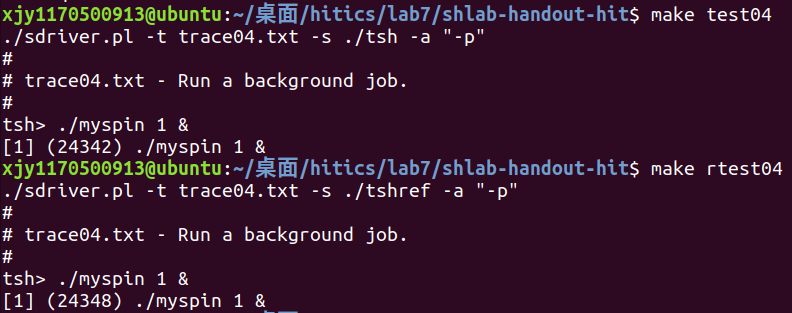 xjy1170500913@ubuntu:~/桌面/hitics/lab7/shlab-handout-hit$ make test04
./sdriver.pl -t trace04.txt -s ./tsh -a "-p"
#
# trace04.txt - Run a background job.
#
tsh> ./myspin 1 &
[1] (24342) ./myspin 1 &
xjy1170500913@ubuntu:~/桌面/hitics/lab7/shlab-handout-hit$ make rtest04
./sdriver.pl -t trace04.txt -s ./tshref -a "-p"
#
# trace04.txt - Run a background job.
#
tsh> ./myspin 1 &
[1] (24348) ./myspin 1 &